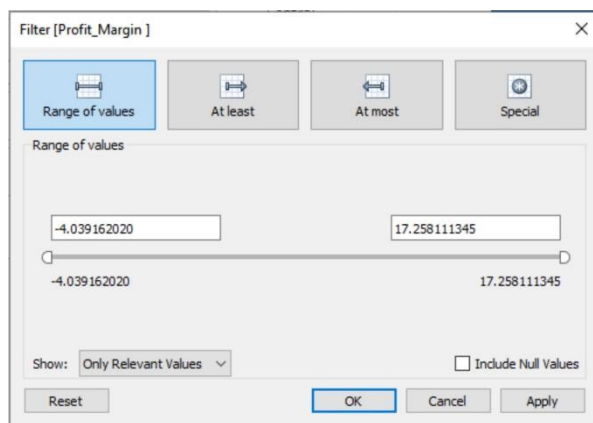 Filter [Profit_Margin ]
Range of values
At least
At most
Special
Range of values
-4.039162020
17.258111345
-4.039162020
17.258111345
Show: Only Relevant Values
Include Null Values
Reset
OK
Cancel
Apply